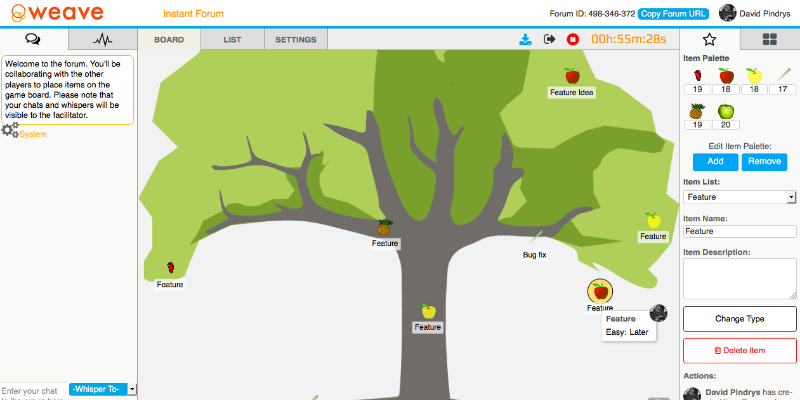 weave
Instant Forum
Forum ID: 496-346-372
Copy Forum URL
David Pindrys
BOARD
LIST
SETTINGS
00h:55m:28s
Welcome to the forum. You'll be
collaborating with the other
players to place items on the
game board. Please note that
your chats and whispers will be
visible to the facilitator.
System
Feature Idea
Feature
Feature
Feature
Bug fix
Feature
Feature
Feature
Easy: Later
Enter your chat
-Whisper To-
Item Palette
19
18
18
17
19
20
Edit Item Palette:
Add
Remove
Item List:
Feature
Item Name:
Feature
Item Description:
Change Type
Delete Item
Actions:
David Pindrys has cre-